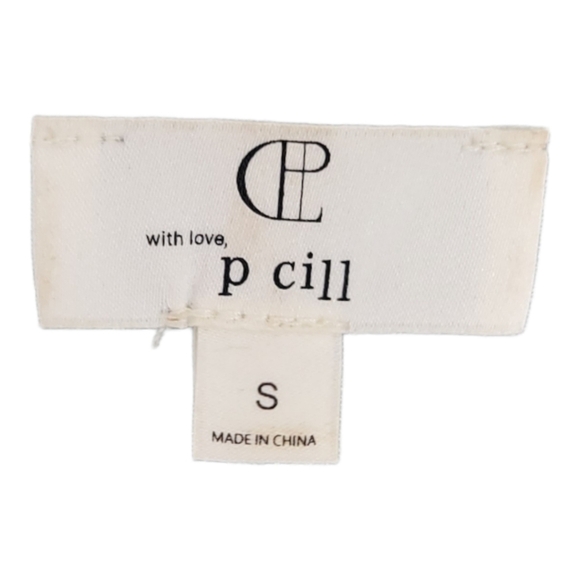 with love,
p cill
S
MADE IN CHINA